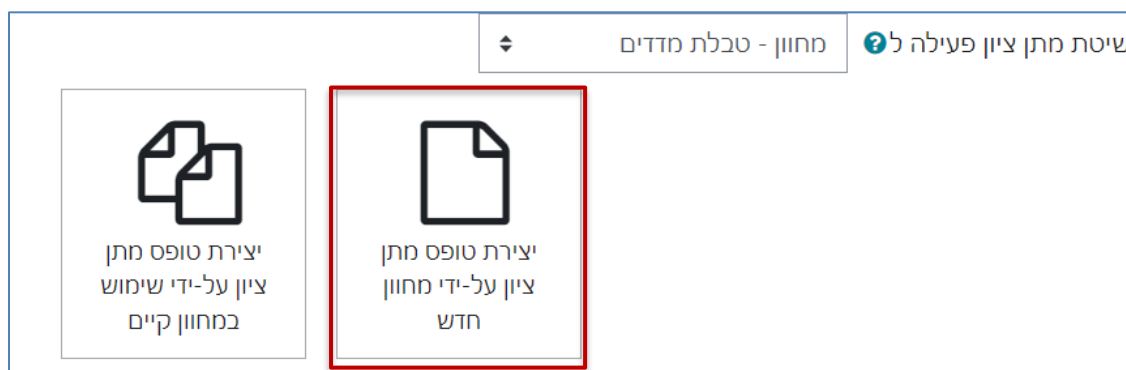 שיטת מתן ציון פעילה ל
מחוון - טבלת מדדים
יצירת טופס מתן
ציון על-ידי מחוון
חדש
יצירת טופס מתן
ציון על-ידי שימוש
במחוון קיים